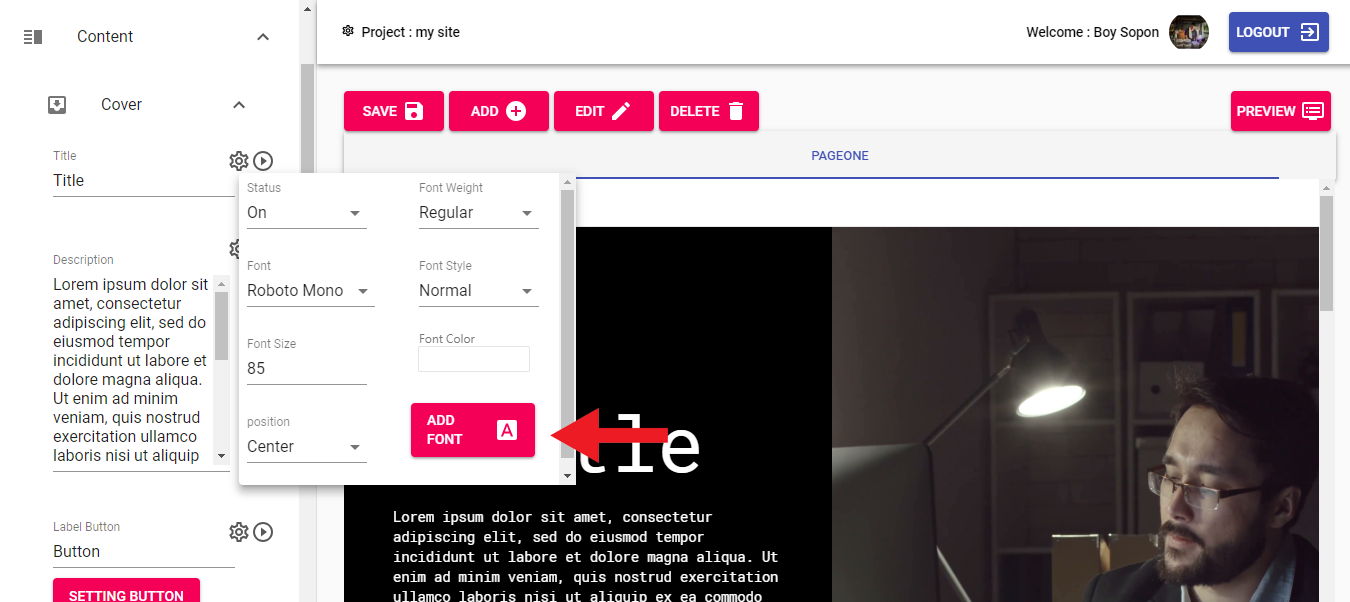 Content
Cover
Title
Title
Description
Lorem ipsum dolor sit
amet, consectetur
adipiscing elit, sed do
eiusmod tempor
incididunt ut labore et
dolore magna aliqua.
Ut enim ad minim
veniam, quis nostrud
exercitation ullamco
laboris nisi ut aliquip
Label Button
Button
SETTING BUTTON
Project : my site
Welcome : Boy Sopon
LOGOUT
SAVE
ADD
EDIT
DELETE
PREVIEW
PAGEONE
Status
On
Font Weight
Regular
Font
Roboto Mono
Font Style
Normal
Font Size
85
Font Color
position
Center
ADD
FONT
A
tle
Lorem ipsum dolor sit amet, consectetur
adipiscing elit, sed do eiusmod tempor
incididunt ut labore et dolore magna aliqua. Ut
enim ad minim veniam, quis nostrud exercitation
ullamco laboris nisi ut aliquip ex ea commodo